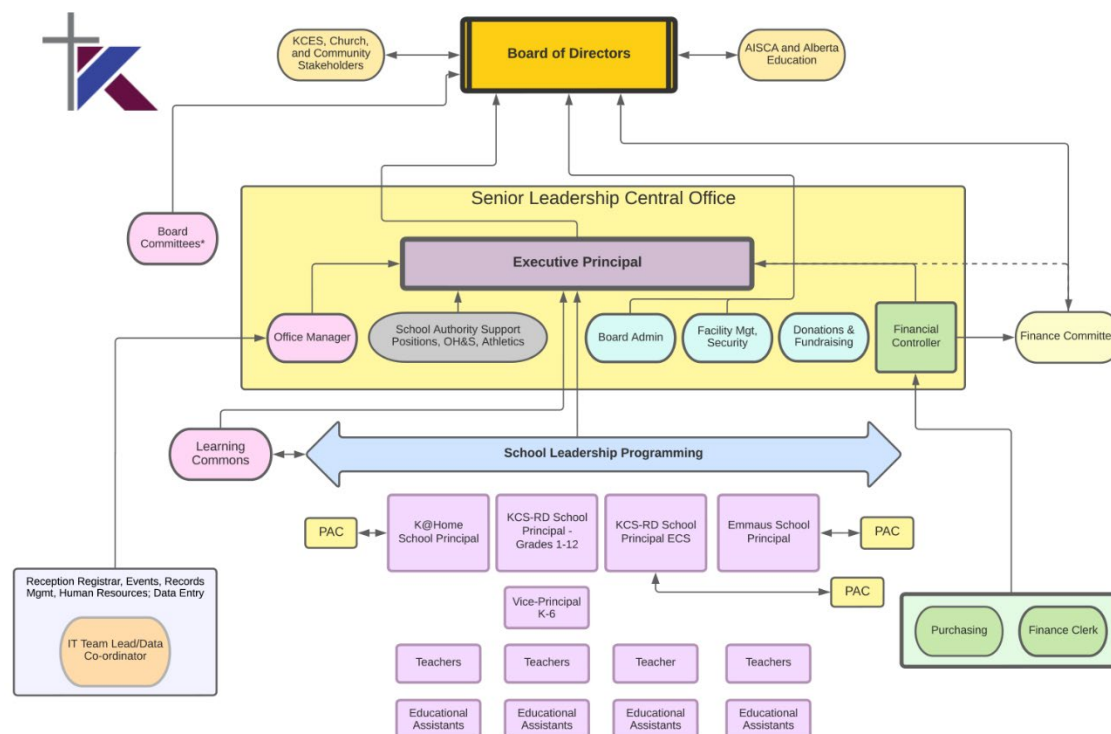 KCES, Church,
and Community
Stakeholders
Board of Directors
AISCA and Alberta
Education
Senior Leadership Central Office
Board
Committees*
Executive Principal
Office Manager
School Authority Support
Positions, OH&S, Athletics
Board Admin
Facility Mgt,
Security
Donations &
Fundraising
Financial
Controller
Finance Committee
Learning
Commons
School Leadership Programming
PAC
K@Home
School Principal
KCS-RD School
Principal -
Grades 1-12
KCS-RD School
Principal ECS
Emmaus School
Principal
PAC
PAC
Reception Registrar, Events, Records
Mgmt, Human Resources; Data Entry
IT Team Lead/Data
Co-ordinator
Vice-Principal
K-6
Purchasing
Finance Clerk
Teachers
Teachers
Teacher
Teachers
Educational
Assistants
Educational
Assistants
Educational
Assistants
Educational
Assistants